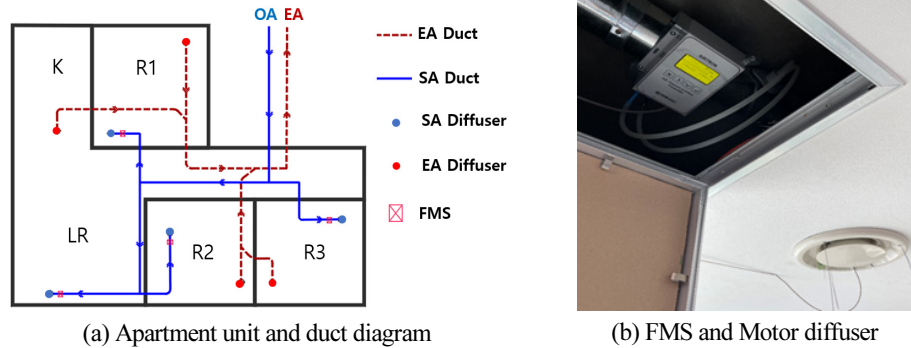 OA EA
K
R1
LR
R2
R3
EA Duct
SA Duct
SA Diffuser
EA Diffuser
FMS
(a) Apartment unit and duct diagram
(b) FMS and Motor diffuser